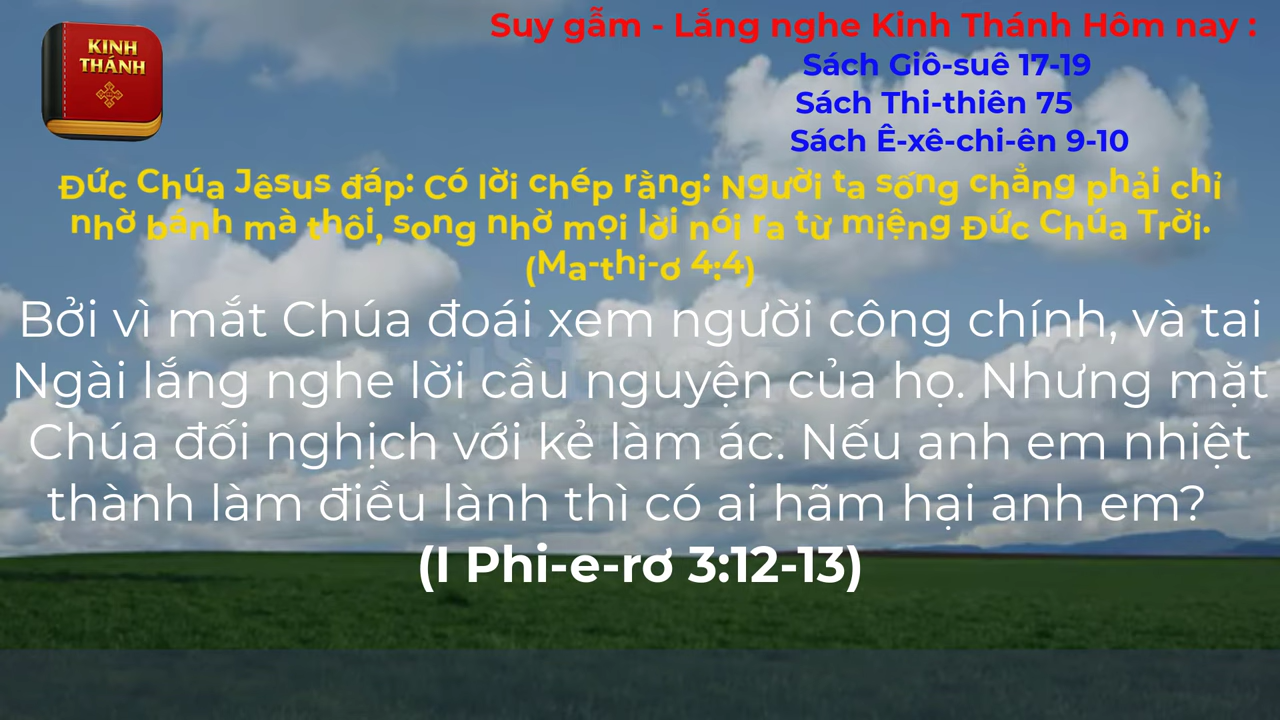 KINH
THÁNH
Suy gẫm - Lắng nghe Kinh Thánh Hôm nay :
Sách Giô-suê 17-19
Sách Thi-thiên 75
Sách Ê-xê-chi-ên 9-10
Đức Chúa Jêsus đáp: Có lời chép rằng: Người ta sống chẳng phải chỉ
nhờ bánh mà thôi, song nhờ mọi lời nói ra từ miệng Đức Chúa Trời.
(Ma-thi-ơ 4:4)
Bởi vì mắt Chúa đoái xem người công chính, và tai
Ngài lắng nghe lời cầu nguyện của họ. Nhưng mặt
Chúa đối nghịch với kẻ làm ác. Nếu anh em nhiệt
thành làm điều lành thì có ai hãm hại anh em?
(I Phi-e-rơ 3:12-13)